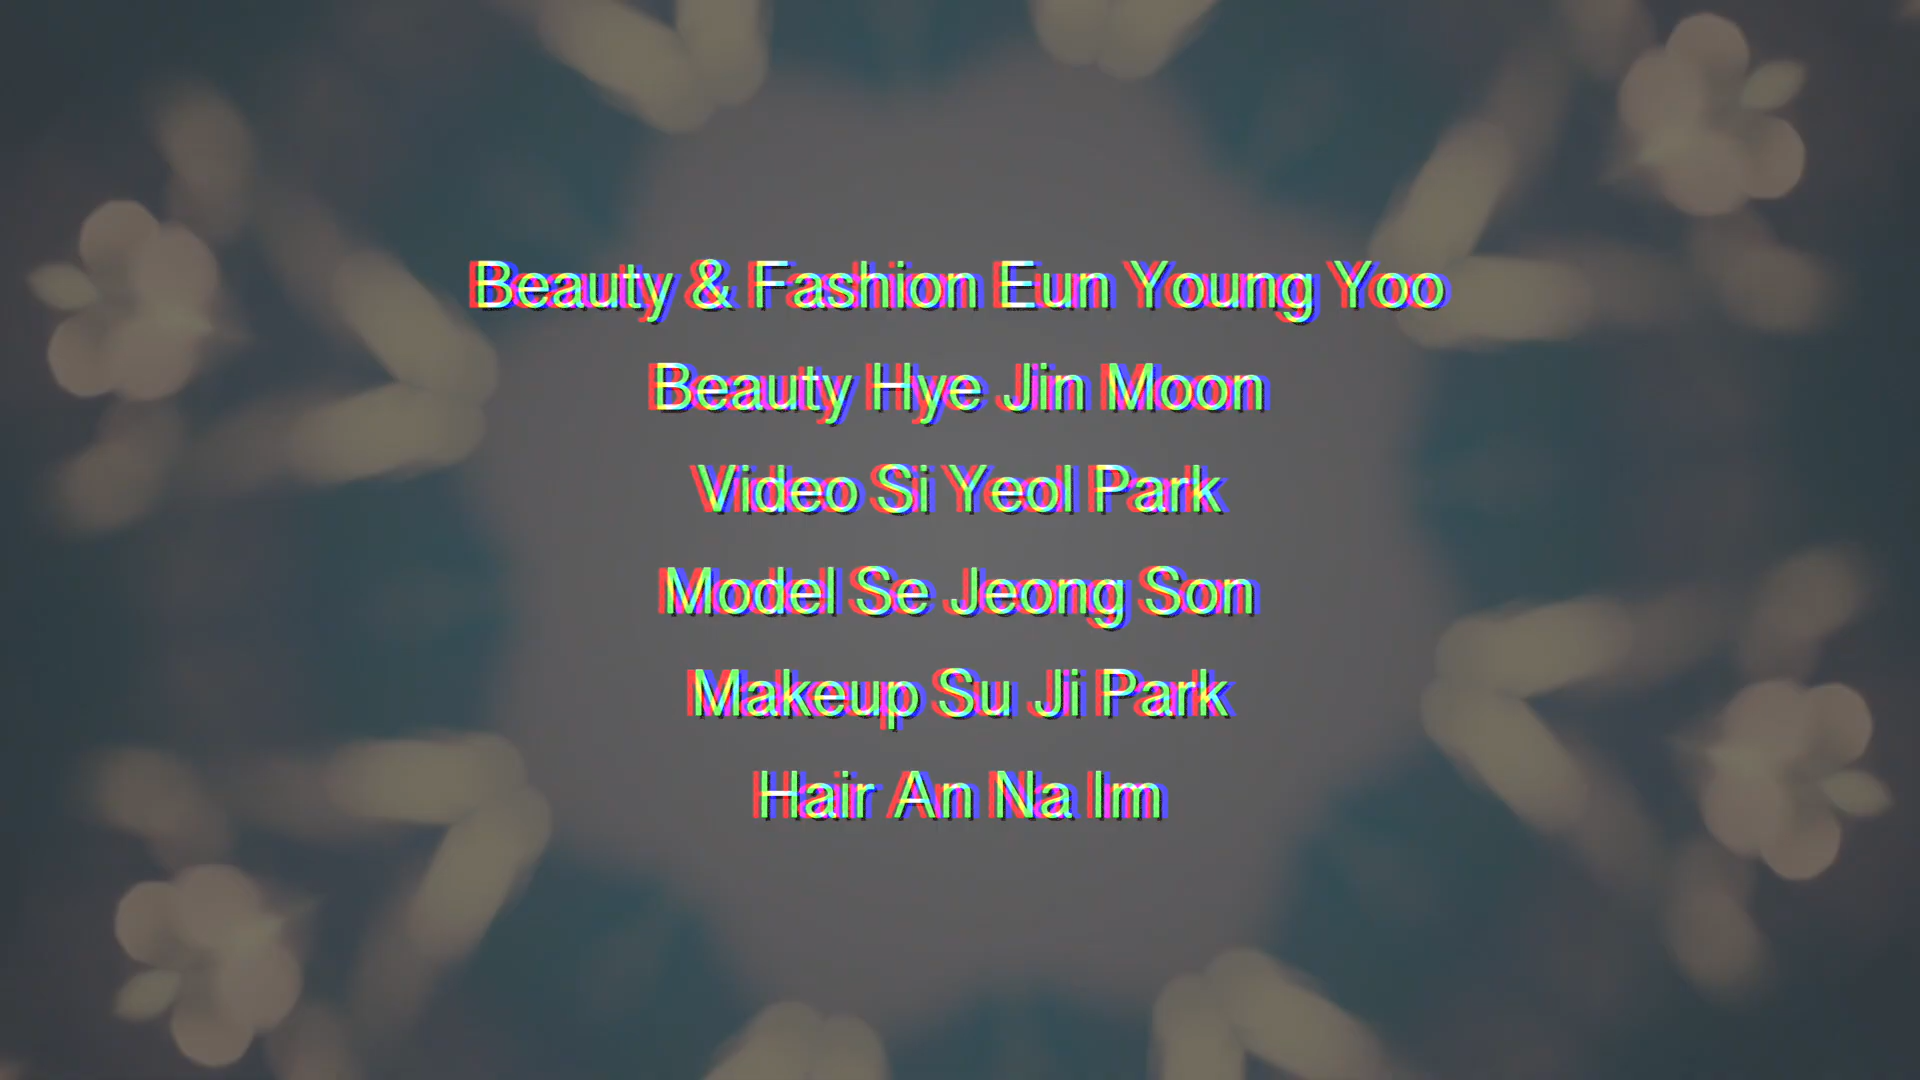 Beauty & Fashion Eun Young Yoo
Beauty Hye Jin Moon
Video Si Yeol Park
Model Se Jeong Son
Makeup Su Ji Park
Hair An Na Im